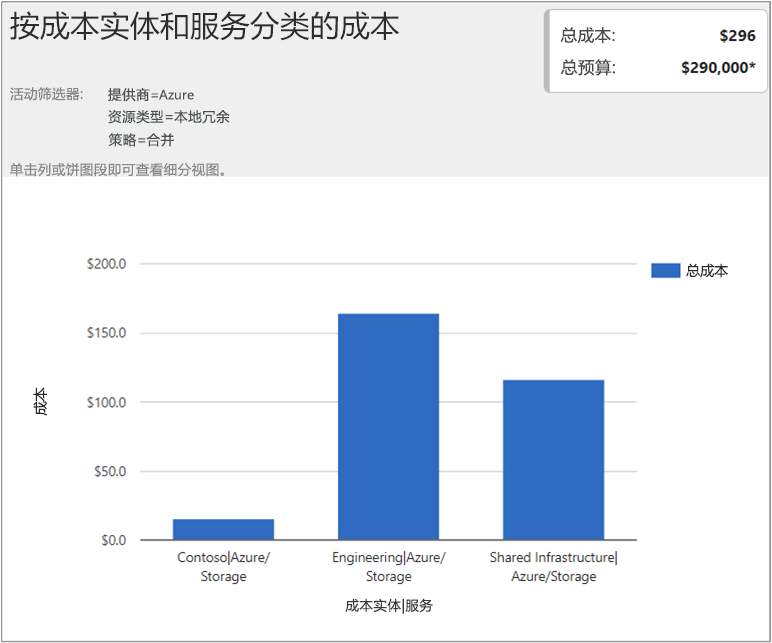 按成本实体和服务分类的成本
总成本: $296
总预算: $290,000*
活动筛选器: 提供商=Azure
资源类型=本地冗余
策略=合并
单击列或饼图段即可查看细分视图。
$200.0
$150.0
$100.0
$50.0
$0.0
成本
总成本
Contoso|Azure/
Storage
Engineering|Azure/
Storage
Shared Infrastructure|
Azure/Storage
成本实体|服务